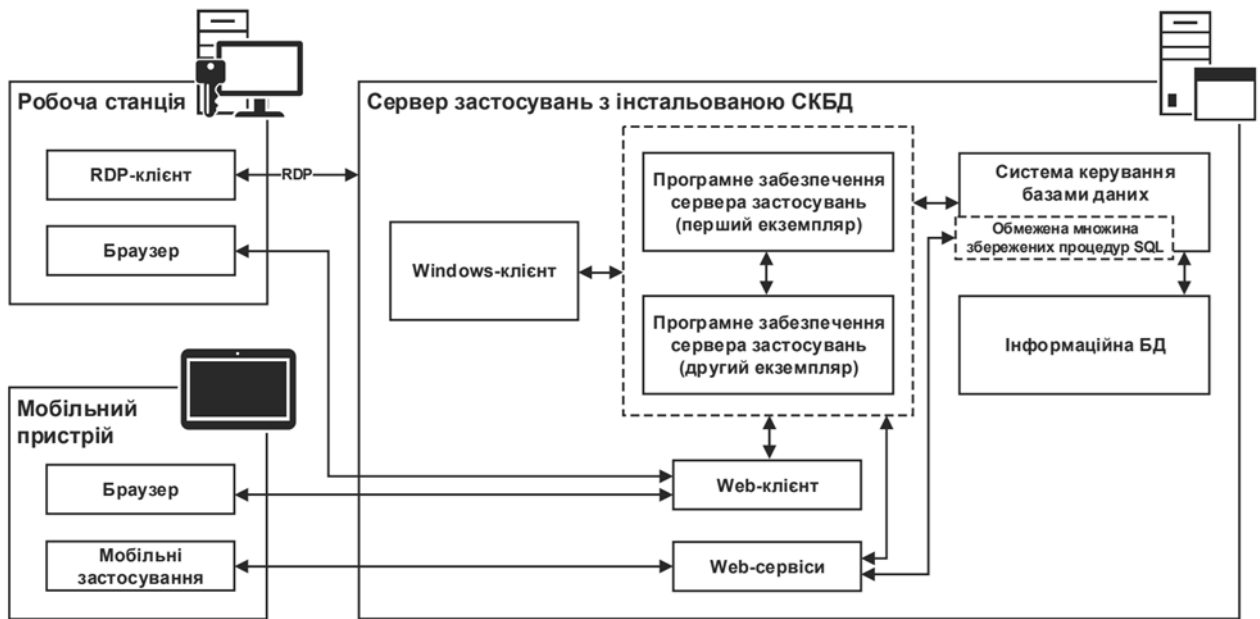 Робоча станція
RDP-клієнт
Браузер
RDP
Сервер застосувань з інстальованою СКБД
Windows-клієнт
Програмне забезпечення
сервера застосувань
(перший екземпляр)
Програмне забезпечення
сервера застосувань
(другий екземпляр)
Система керування
базами даних
Обмежена множина
збережених процедур SQL
Інформаційна БД
Мобільний
пристрій
Браузер
Мобільні
застосування
Web-клієнт
Web-сервіси